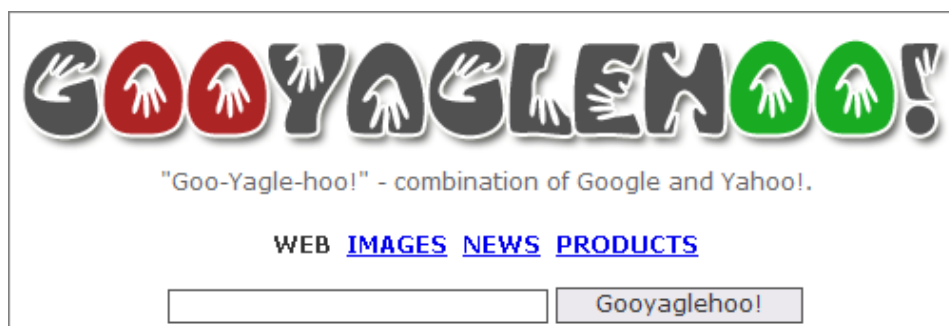 GOOYAGLEHOO!
"Goo-Yagle-hoo!" - combination of Google and Yahoo!.
WEB IMAGES NEWS PRODUCTS
Gooyaglehoo!